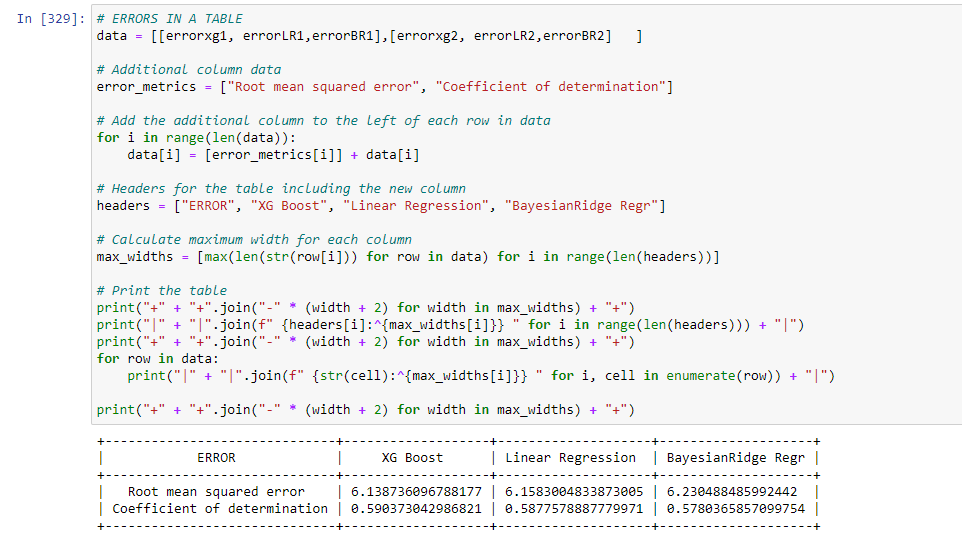 In [329]: # ERRORS IN A TABLE
data = [[errorxg1, errorLR1,errorBR1],[errorxg2, errorLR2,errorBR2]   ]
# Additional column data
error_metrics = ["Root mean squared error", "Coefficient of determination"]
# Add the additional column to the left of each row in data
for i in range(len(data)):
    data[i] = [error_metrics[i]] + data[i]
# Headers for the table including the new column
headers = ["ERROR", "XG Boost", "Linear Regression", "BayesianRidge Regr"]
# Calculate maximum width for each column
max_widths = [max(len(str(row[i])) for row in data) for i in range(len(headers))]
# Print the table
print("+" + "+".join("-" * (width + 2) for width in max_widths) + "+")
print("|" + "|".join(f" {headers[i]:^{max_widths[i]}} " for i in range(len(headers))) + "|")
print("+" + "+".join("-" * (width + 2) for width in max_widths) + "+")
for row in data:
    print("|" + "|".join(f" {str(cell):^{max_widths[i]}} " for i, cell in enumerate(row)) + "|")
print("+" + "+".join("-" * (width + 2) for width in max_widths) + "+")
+------------------------------+-------------------+--------------------+--------------------+
|            ERROR             |     XG Boost      | Linear Regression  | BayesianRidge Regr |
+------------------------------+-------------------+--------------------+--------------------+
|   Root mean squared error    | 6.138736096788177 | 6.1583004833873005 | 6.230488485992442  |
| Coefficient of determination | 0.590373042986821 | 0.5877578887779971 | 0.5780365857099754 |
+------------------------------+-------------------+--------------------+--------------------+